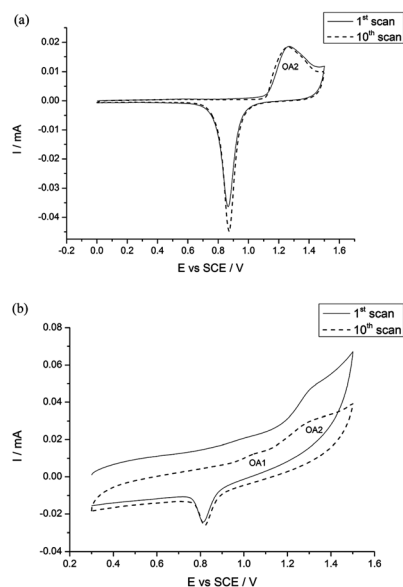 (a)
1st scan
10th scan
OA2
0.02
0.01
0.00
-0.01
-0.02
-0.03
-0.04
I / mA
-0.2 0.0 0.2 0.4 0.6 0.8 1.0 1.2 1.4 1.6
E vs SCE / V
(b)
1st scan
10th scan
0.08
0.06
0.04
0.02
0.00
-0.02
-0.04
I / mA
OA1
OA2
0.2 0.4 0.6 0.8 1.0 1.2 1.4 1.6
E vs SCE / V